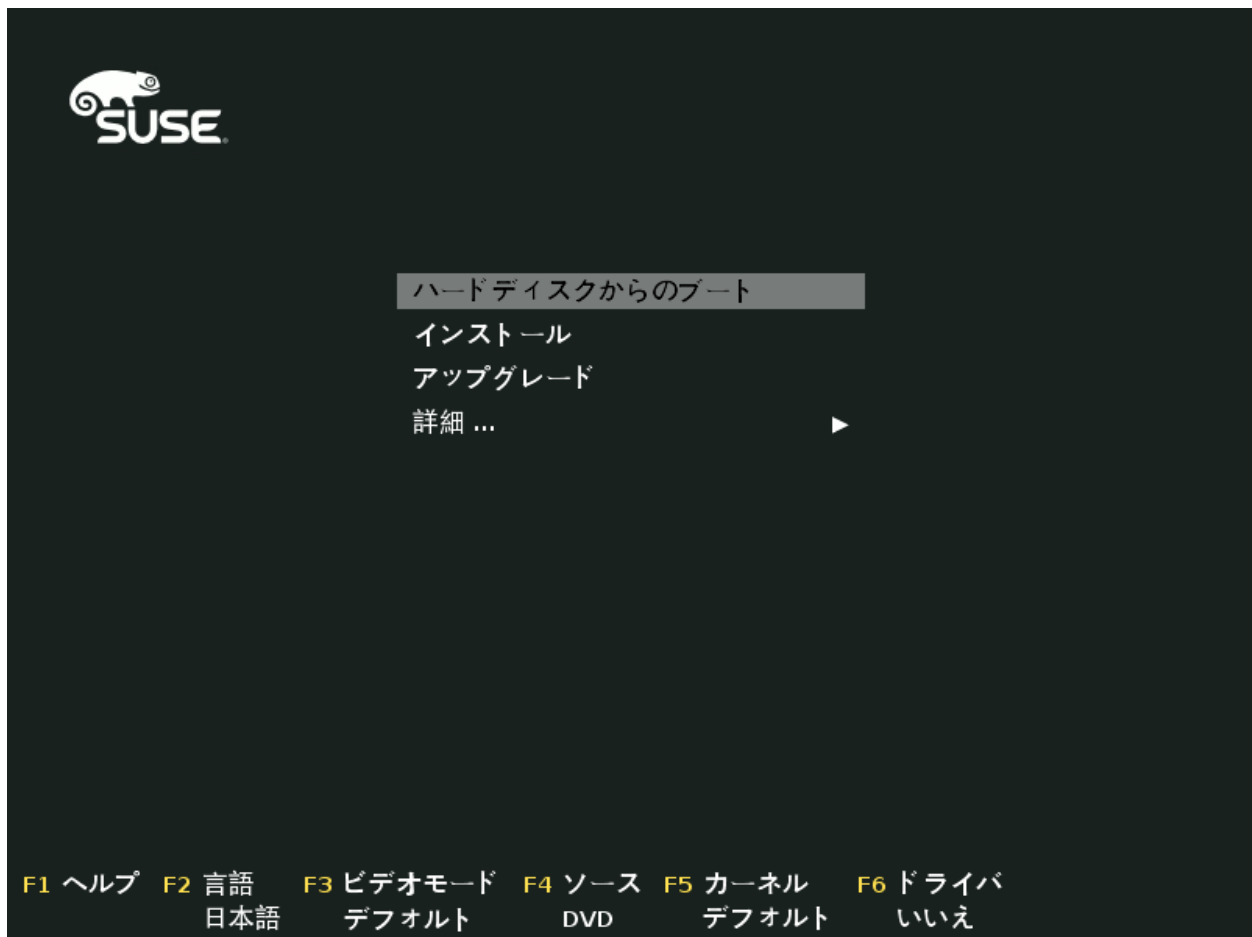 SUSE
ハードディスクからのブート
インストール
アップグレード
詳細 ... ▶
F1 ヘルプ F2 言語 F3 ビデオモード F4 ソース F5 カーネル F6 ドライバ
日本語 デフォルト DVD デフォルト いいえ